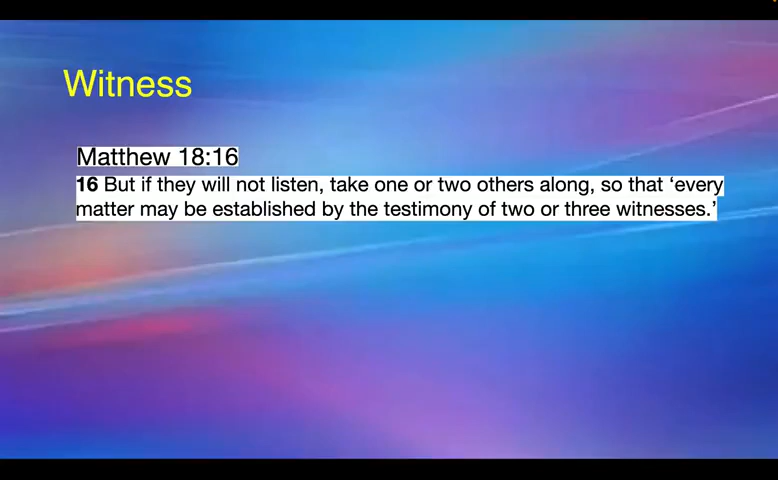 Witness
Matthew 18:16
16 But if they will not listen, take one or two others along, so that ‘every
matter may be established by the testimony of two or three witnesses.’